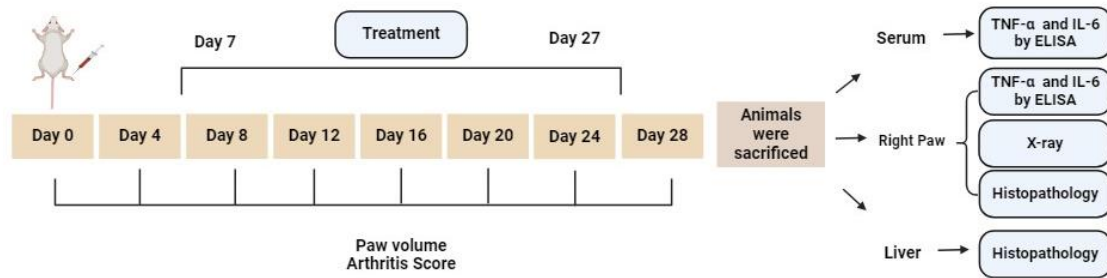 Day 7
Treatment
Day 27
Day 0
Day 4
Day 8
Day 12
Day 16
Day 20
Day 24
Day 28
Paw volume
Arthritis Score
Animals
were
sacrificed
Serum
TNF-α and IL-6
by ELISA
Right Paw
TNF-α and IL-6
by ELISA
X-ray
Histopathology
Liver
Histopathology